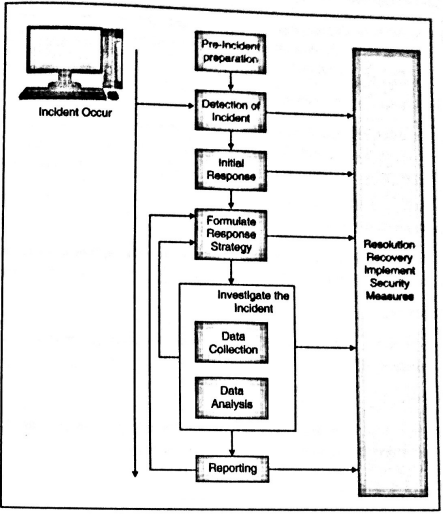 Pre-Incident
preparation
Incident Occur
Detection of
Incident
Initial
Response
Formulate
Response
Strategy
Resolution
Recovery
Implement
Security
Measures
Investigate the
Incident
Data
Collection
Data
Analysis
Reporting